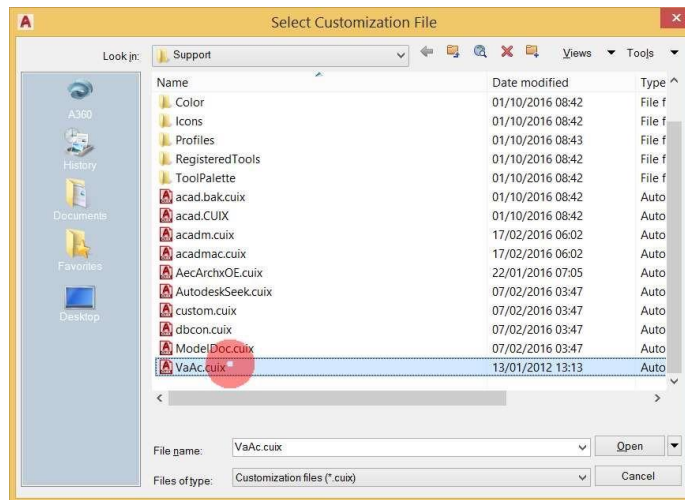 Select Customization File
Look in: Support Views Tools
Name Date modified Type
Color 01/10/2016 08:42 File f
Icons 01/10/2016 08:42 File f
Profiles 01/10/2016 08:43 File f
RegisteredTools 01/10/2016 08:42 File f
ToolPalette 01/10/2016 08:42 File f
acad.bak.cuix 01/10/2016 08:42 Auto
acad.CUIX 01/10/2016 08:42 Auto
acadm.cuix 17/02/2016 06:02 Auto
acadmac.cuix 17/02/2016 06:02 Auto
AecArchxOE.cuix 22/01/2016 07:05 Auto
AutodeskSeek.cuix 07/02/2016 03:47 Auto
custom.cuix 07/02/2016 03:47 Auto
dbcon.cuix 07/02/2016 03:47 Auto
ModelDoc.cuix 07/02/2016 03:47 Auto
VaAc.cuix 13/01/2012 13:13 Auto
A360
History
Documents
Favorites
Desktop
File name: VaAc.cuix Open
Files of type: Customization files (*.cuix) Cancel